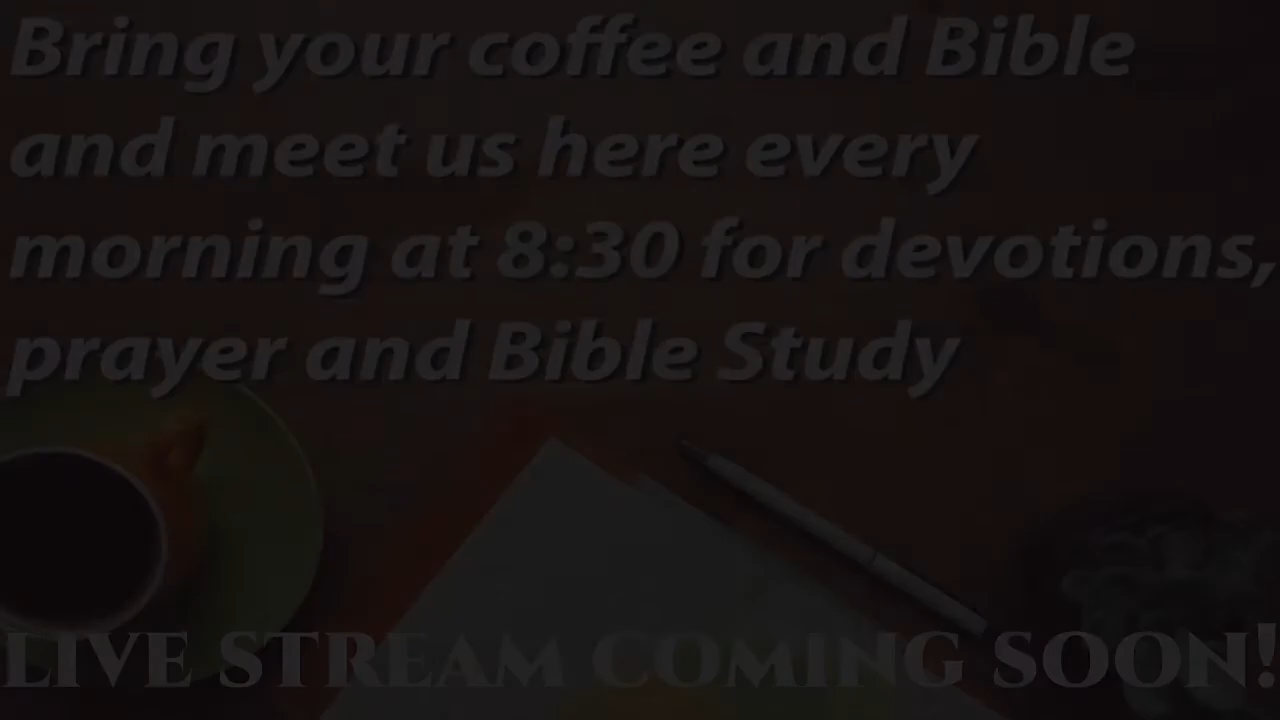 Bring your coffee and Bible
and meet us here every
morning at 8:30 for devotions,
prayer and Bible Study
LIVE STREAM COMING SOON!